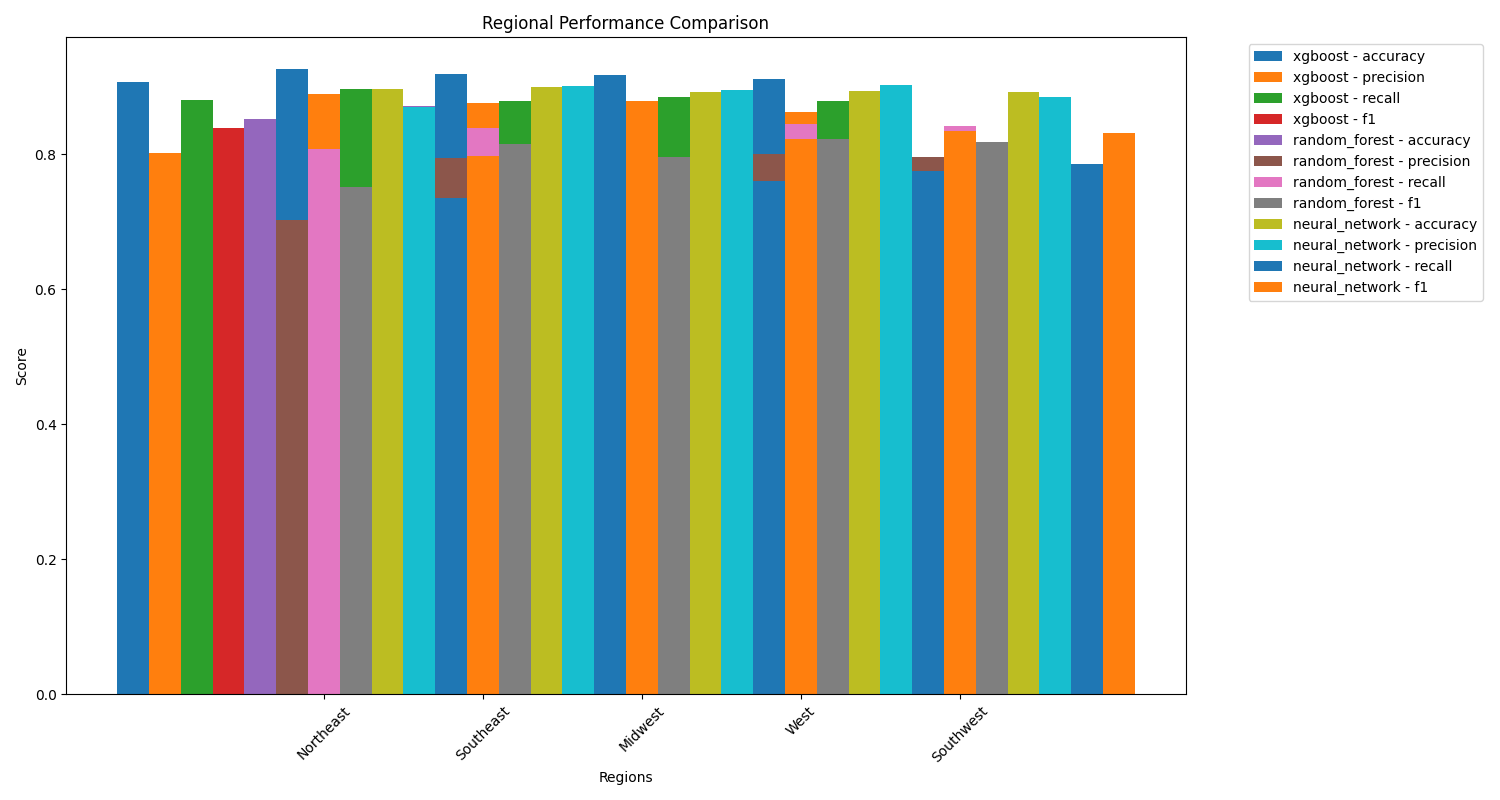 Regional Performance Comparison
xgboost - accuracy
xgboost - precision
xgboost - recall
xgboost - f1
random_forest - accuracy
random_forest - precision
random_forest - recall
random_forest - f1
neural_network - accuracy
neural_network - precision
neural_network - recall
neural_network - f1
Score
0.8
0.6
0.4
0.2
0.0
Northeast
Southeast
Midwest
West
Southwest
Regions